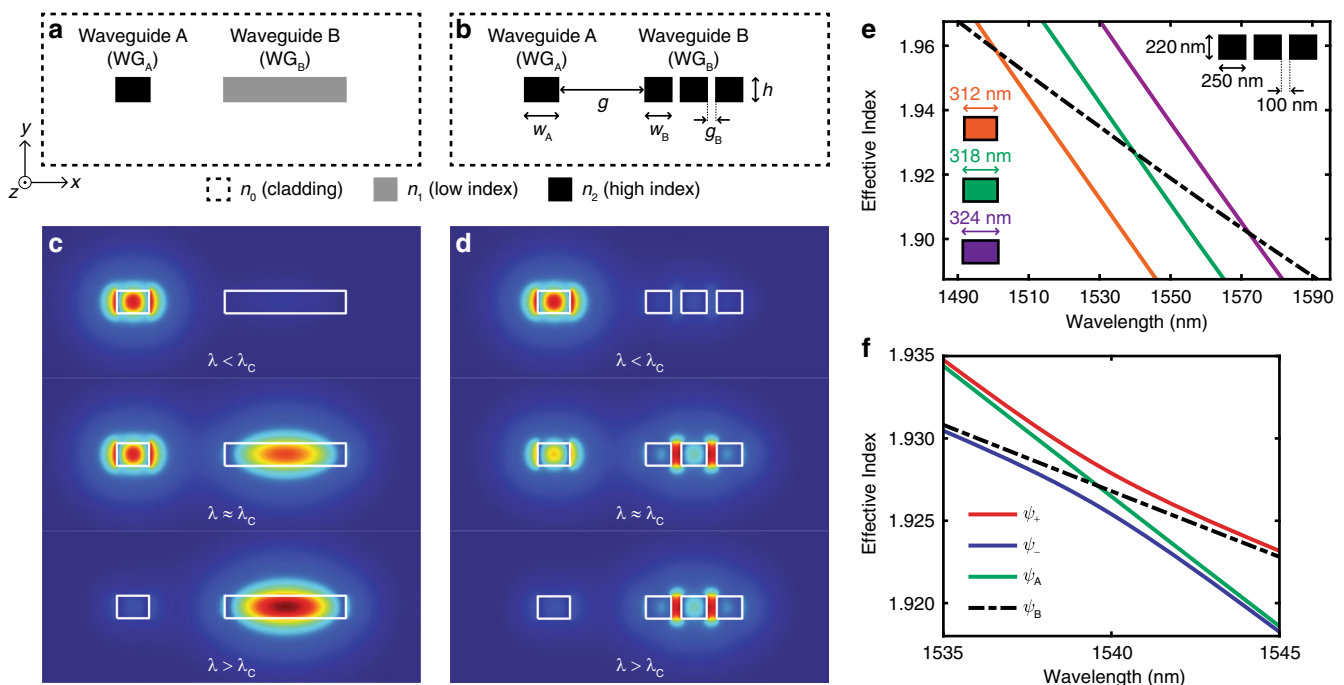 a
Waveguide A
(WG_A)
Waveguide B
(WG_B)
y
z
x
b
Waveguide A
(WG_A)
Waveguide B
(WG_B)
g
h
w_A
w_B
g_B
n_0 (cladding)
n_1 (low index)
n_2 (high index)
c
λ < λ_C
λ ≈ λ_C
λ > λ_C
d
λ < λ_C
λ ≈ λ_C
λ > λ_C
e
Effective Index
1.96
1.94
1.92
1.90
312 nm
318 nm
324 nm
220 nm
250 nm
100 nm
1490 1510 1530 1550 1570 1590
Wavelength (nm)
f
Effective Index
1.935
1.930
1.925
1.920
ψ_+
ψ_−
ψ_A
ψ_B
1535 1540 1545
Wavelength (nm)